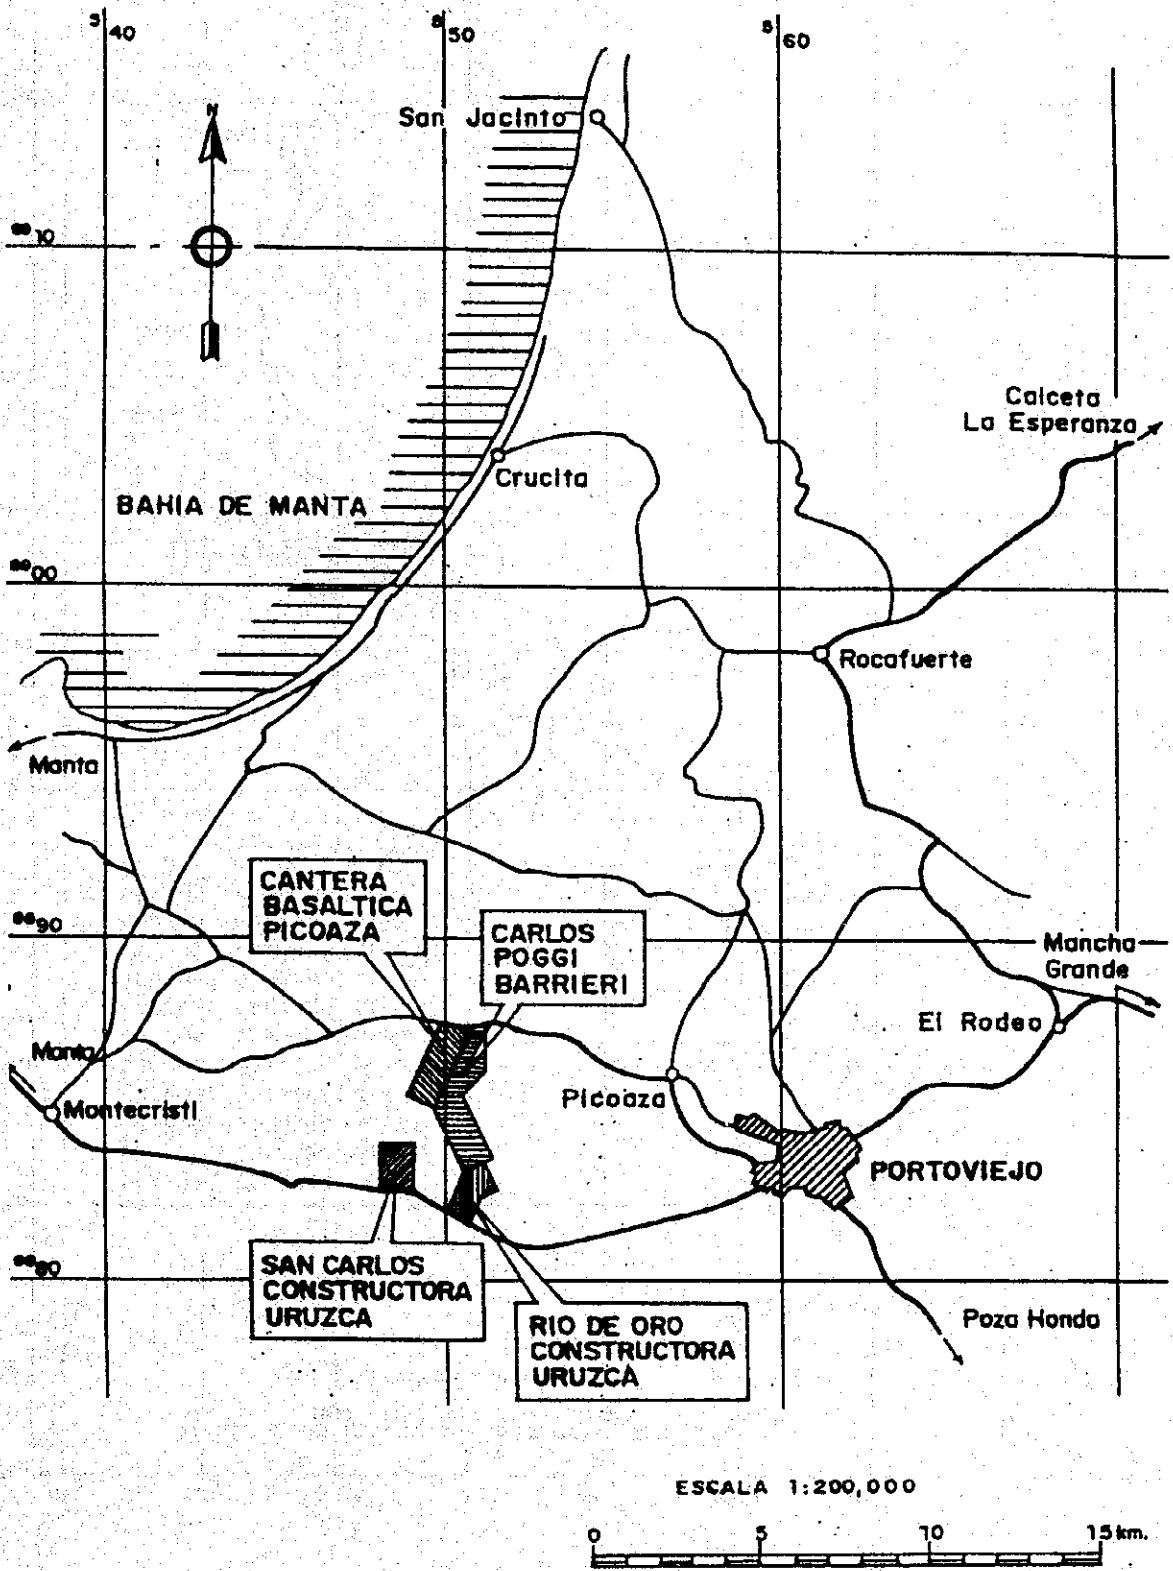 5 40
5 50
5 60
N
San Jacinto
10
Calceta
La Esperanza
Crucita
BAHIA DE MANTA
00
Rocafuerte
Manta
CANTERA
BASALTICA
PICOAZA
90
CARLOS
POGGI
BARRIERI
Mancha
Grande
El Rodeo
Manta
Picoaza
Montecristi
PORTOVIEJO
SAN CARLOS
CONSTRUCTORA
URUZCA
80
Poza Honda
RIO DE ORO
CONSTRUCTORA
URUZCA
ESCALA 1:200,000
0 5 10 15 km.